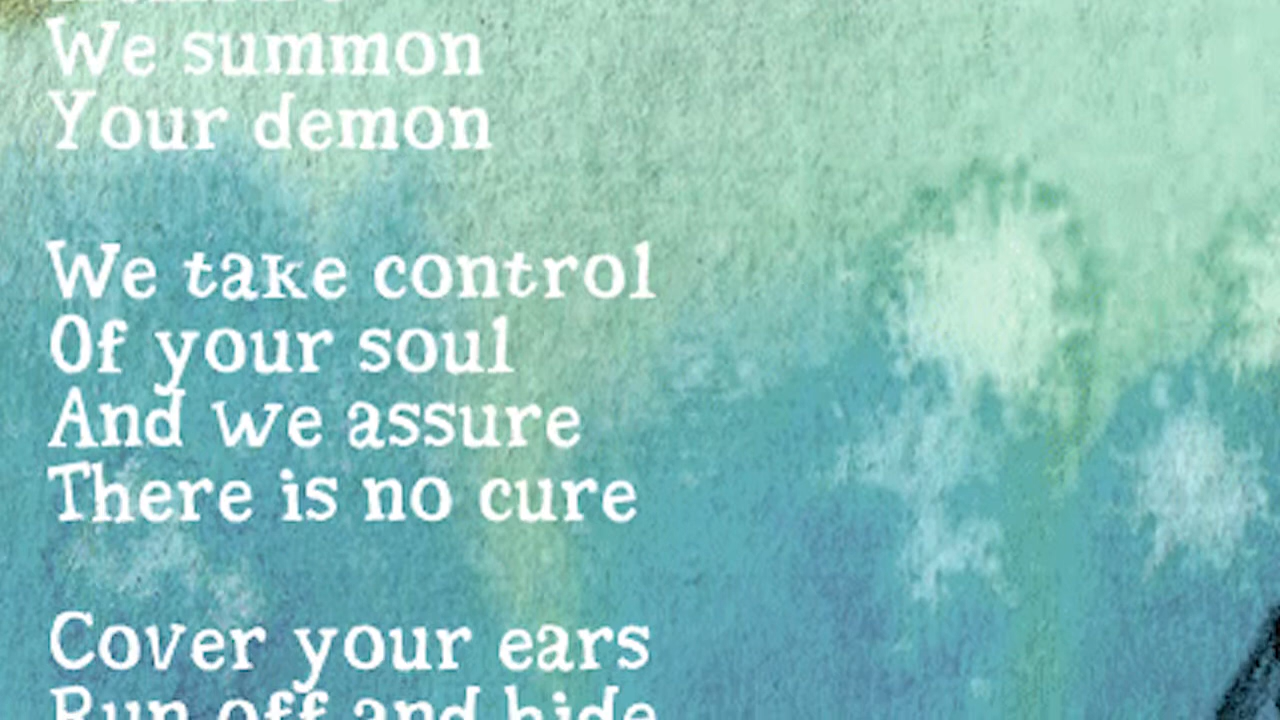 We summon
Your demon
We take control
Of your soul
And we assure
There is no cure
Cover your ears
Run off and hide